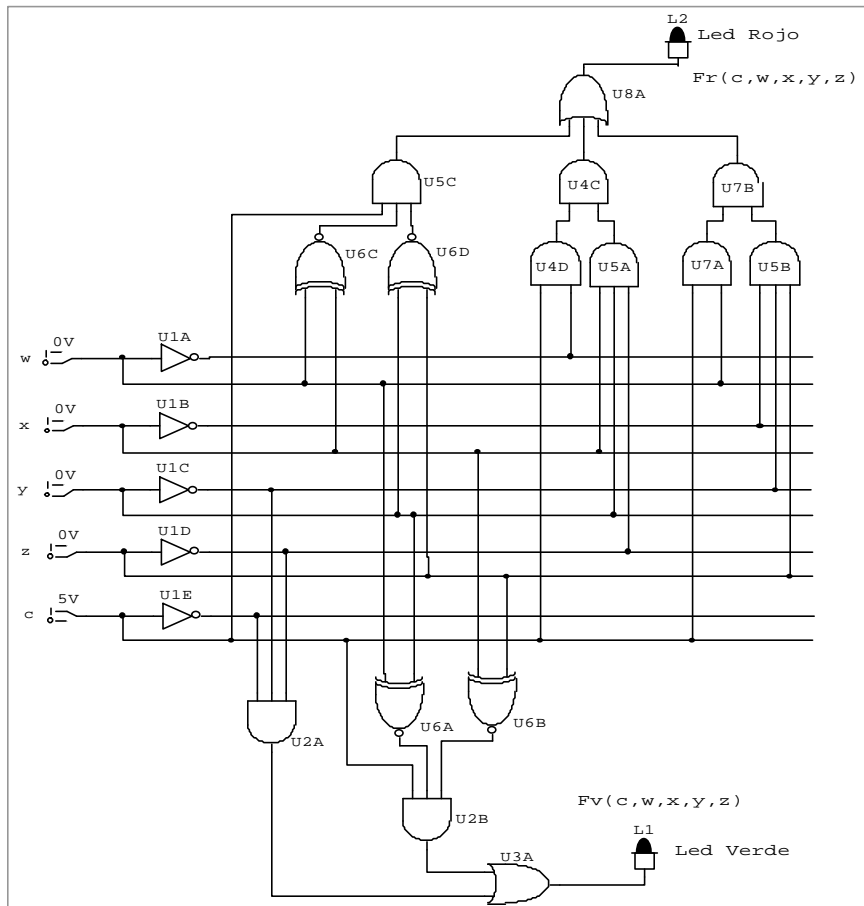 L2
Led Rojo
U8A
Fr(c,w,x,y,z)
U5C
U4C
U7B
U6C
U6D
U4D
U5A
U7A
U5B
0V
U1A
w
0V
U1B
x
0V
U1C
y
0V
U1D
z
5V
U1E
c
U2A
U6A
U6B
Fv(c,w,x,y,z)
U2B
L1
U3A
Led Verde